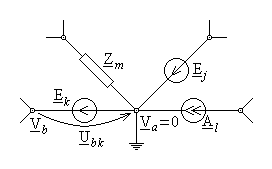 Z_m
E_j
E_k
A_l
V_b
U_bk
V_a=0